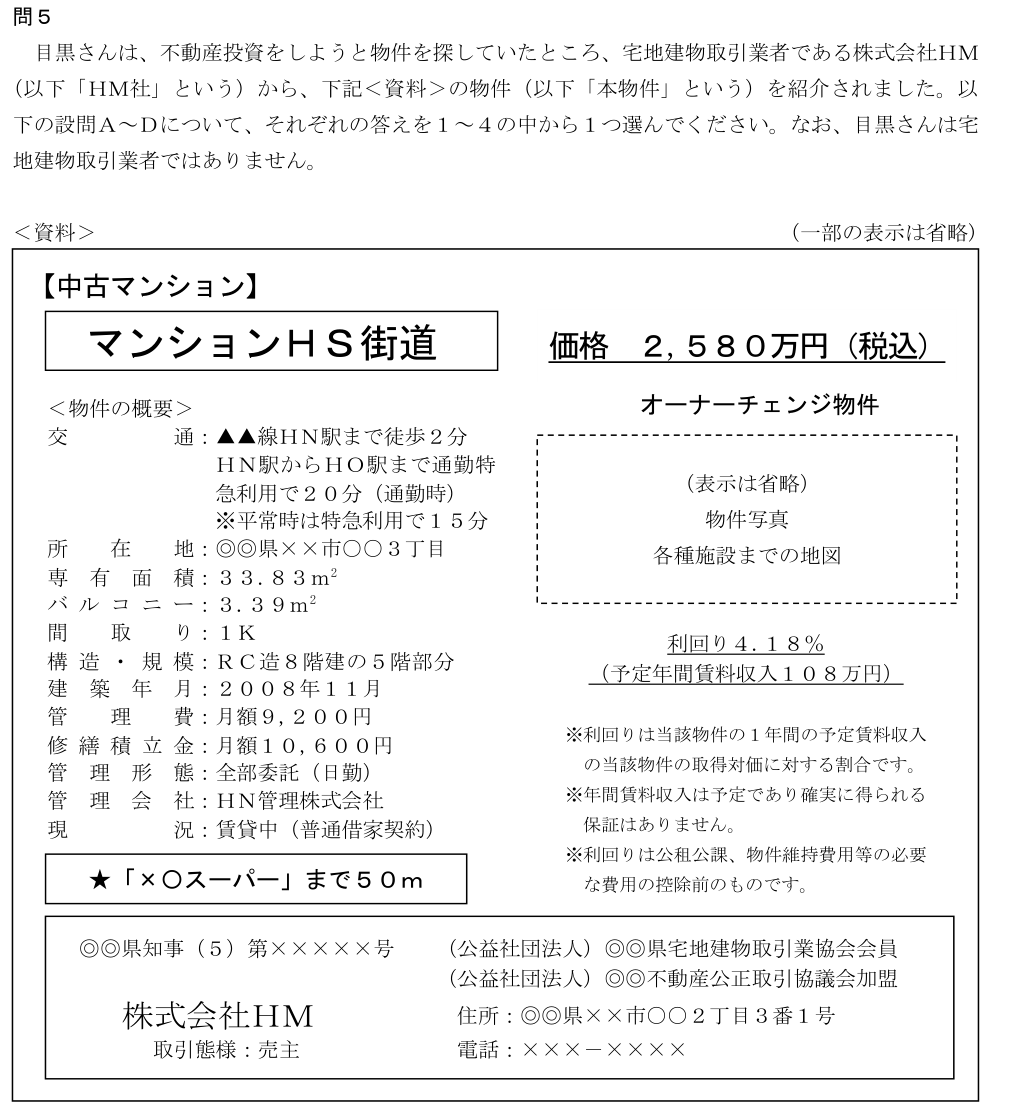 問５
目黒さんは、不動産投資をしようと物件を探していたところ、宅地建物取引業者である株式会社ＨＭ
（以下「ＨＭ社」という）から、下記＜資料＞の物件（以下「本物件」という）を紹介されました。以
下の設問Ａ～Ｄについて、それぞれの答えを１～４の中から１つ選んでください。なお、目黒さんは宅
地建物取引業者ではありません。
＜資料＞ （一部の表示は省略）
【中古マンション】
マンションＨＳ街道
価格　２，５８０万円（税込）
オーナーチェンジ物件
＜物件の概要＞
交通：▲▲線ＨＮ駅まで徒歩２分
ＨＮ駅からＨＯ駅まで通勤特
急利用で２０分（通勤時）
※平常時は特急利用で１５分
所在地：◎◎県××市○○３丁目
専有面積：３３．８３ｍ²
バルコニー：３．３９ｍ²
間取り：１Ｋ
構造・規模：ＲＣ造８階建の５階部分
建築年月：２００８年１１月
管理費：月額９，２００円
修繕積立金：月額１０，６００円
管理形態：全部委託（日勤）
管理会社：ＨＮ管理株式会社
現況：賃貸中（普通借家契約）
★「×○スーパー」まで５０ｍ
（表示は省略）
物件写真
各種施設までの地図
利回り４．１８％
（予定年間賃料収入１０８万円）
※利回りは当該物件の１年間の予定賃料収入
の当該物件の取得対価に対する割合です。
※年間賃料収入は予定であり確実に得られる
保証はありません。
※利回りは公租公課、物件維持費用等の必要
な費用の控除前のものです。
◎◎県知事（５）第×××××号
株式会社ＨＭ
取引態様：売主
（公益社団法人）◎◎県宅地建物取引業協会会員
（公益社団法人）◎◎不動産公正取引協議会加盟
住所：◎◎県××市○○２丁目３番１号
電話：×××－××××